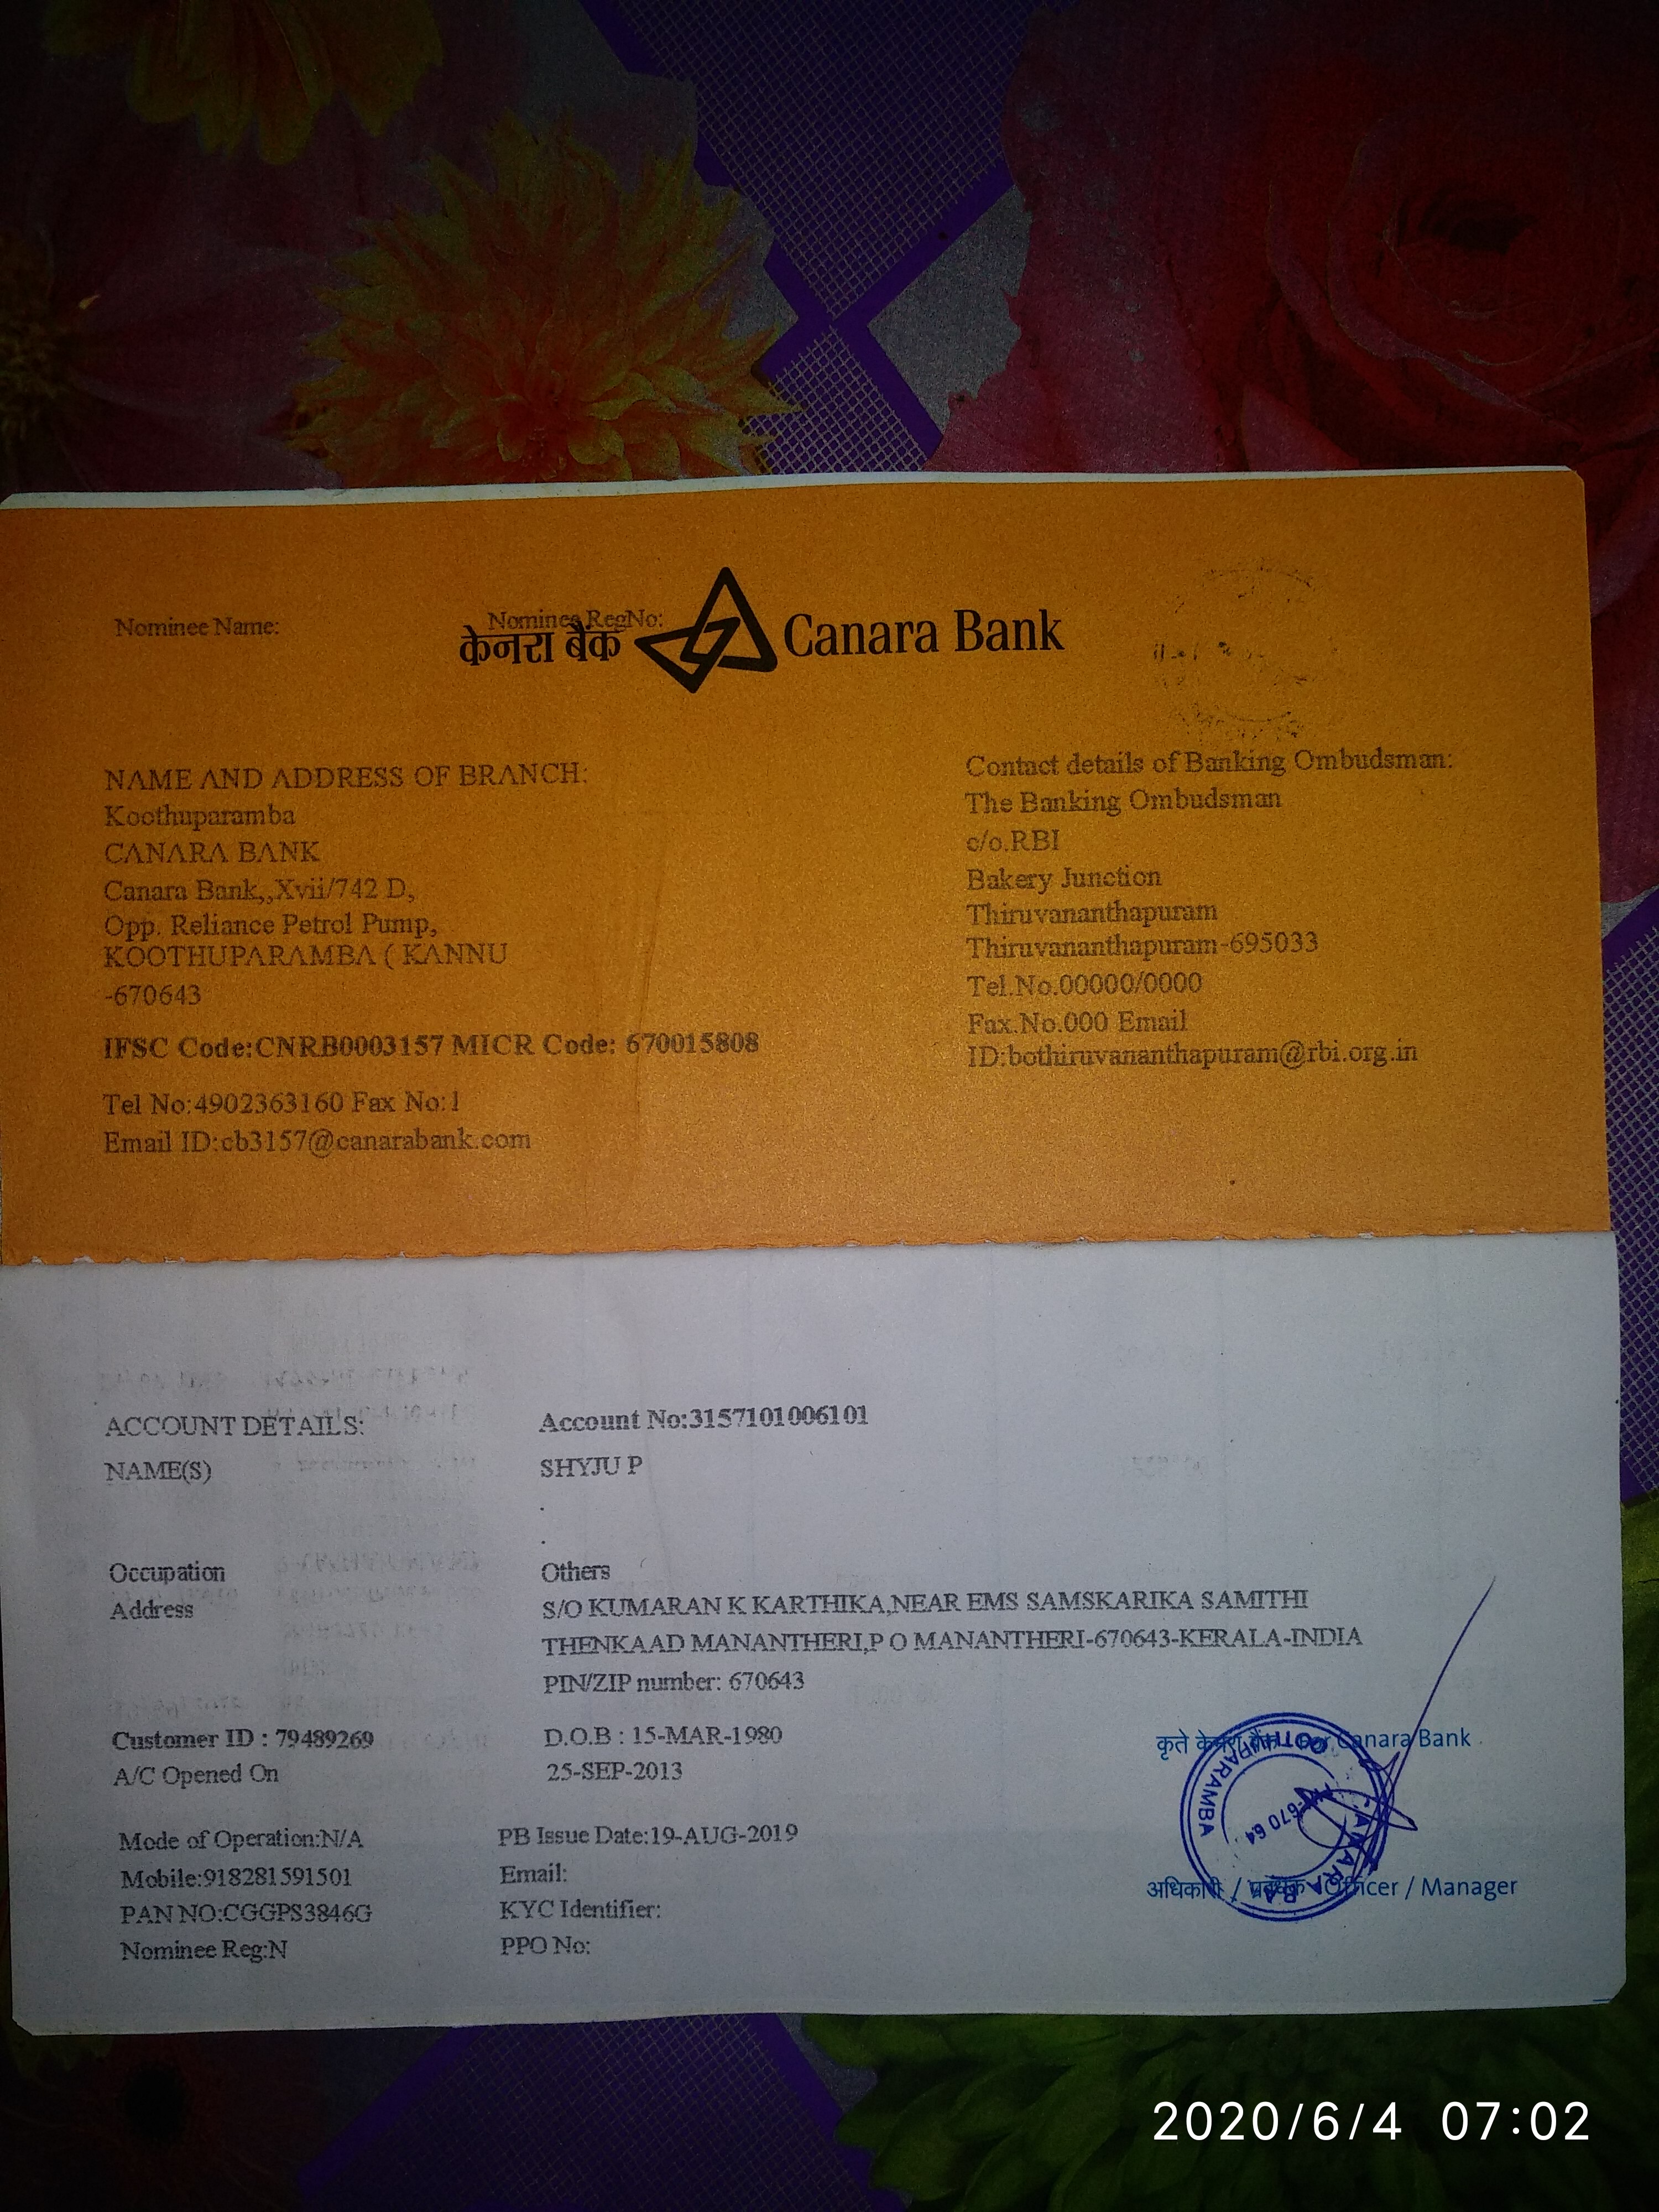 Nominee Name:
Nominee RegNo:
केनरा बैंक Canara Bank
NAME AND ADDRESS OF BRANCH:
Koothuparamba
CANARA BANK
Canara Bank,,Xvii/742 D,
Opp. Reliance Petrol Pump,
KOOTHUPARAMBA ( KANNU
-670643
IFSC Code:CNRB0003157 MICR Code: 670015808
Tel No:4902363160 Fax No:1
Email ID:cb3157@canarabank.com
Contact details of Banking Ombudsman:
The Banking Ombudsman
c/o.RBI
Bakery Junction
Thiruvananthapuram
Thiruvananthapuram-695033
Tel.No.00000/0000
Fax.No.000 Email
ID:bothiruvananthapuram@rbi.org.in
ACCOUNT DETAILS: Account No:3157101006101
NAME(S) SHYJU P
.
.
Occupation Others
Address S/O KUMARAN K KARTHIKA,NEAR EMS SAMSKARIKA SAMITHI
THENKAAD MANANTHERI,P O MANANTHERI-670643-KERALA-INDIA
PIN/ZIP number: 670643
Customer ID : 79489269 D.O.B : 15-MAR-1980
A/C Opened On 25-SEP-2013
Mode of Operation:N/A PB Issue Date:19-AUG-2019
Mobile:918281591501 Email:
PAN NO:CGGPS3846G KYC Identifier:
Nominee Reg:N PPO No:
कृते केनरा बैंक Canara Bank
अधिकारी / प्रबंधक Officer / Manager
2020/6/4 07:02